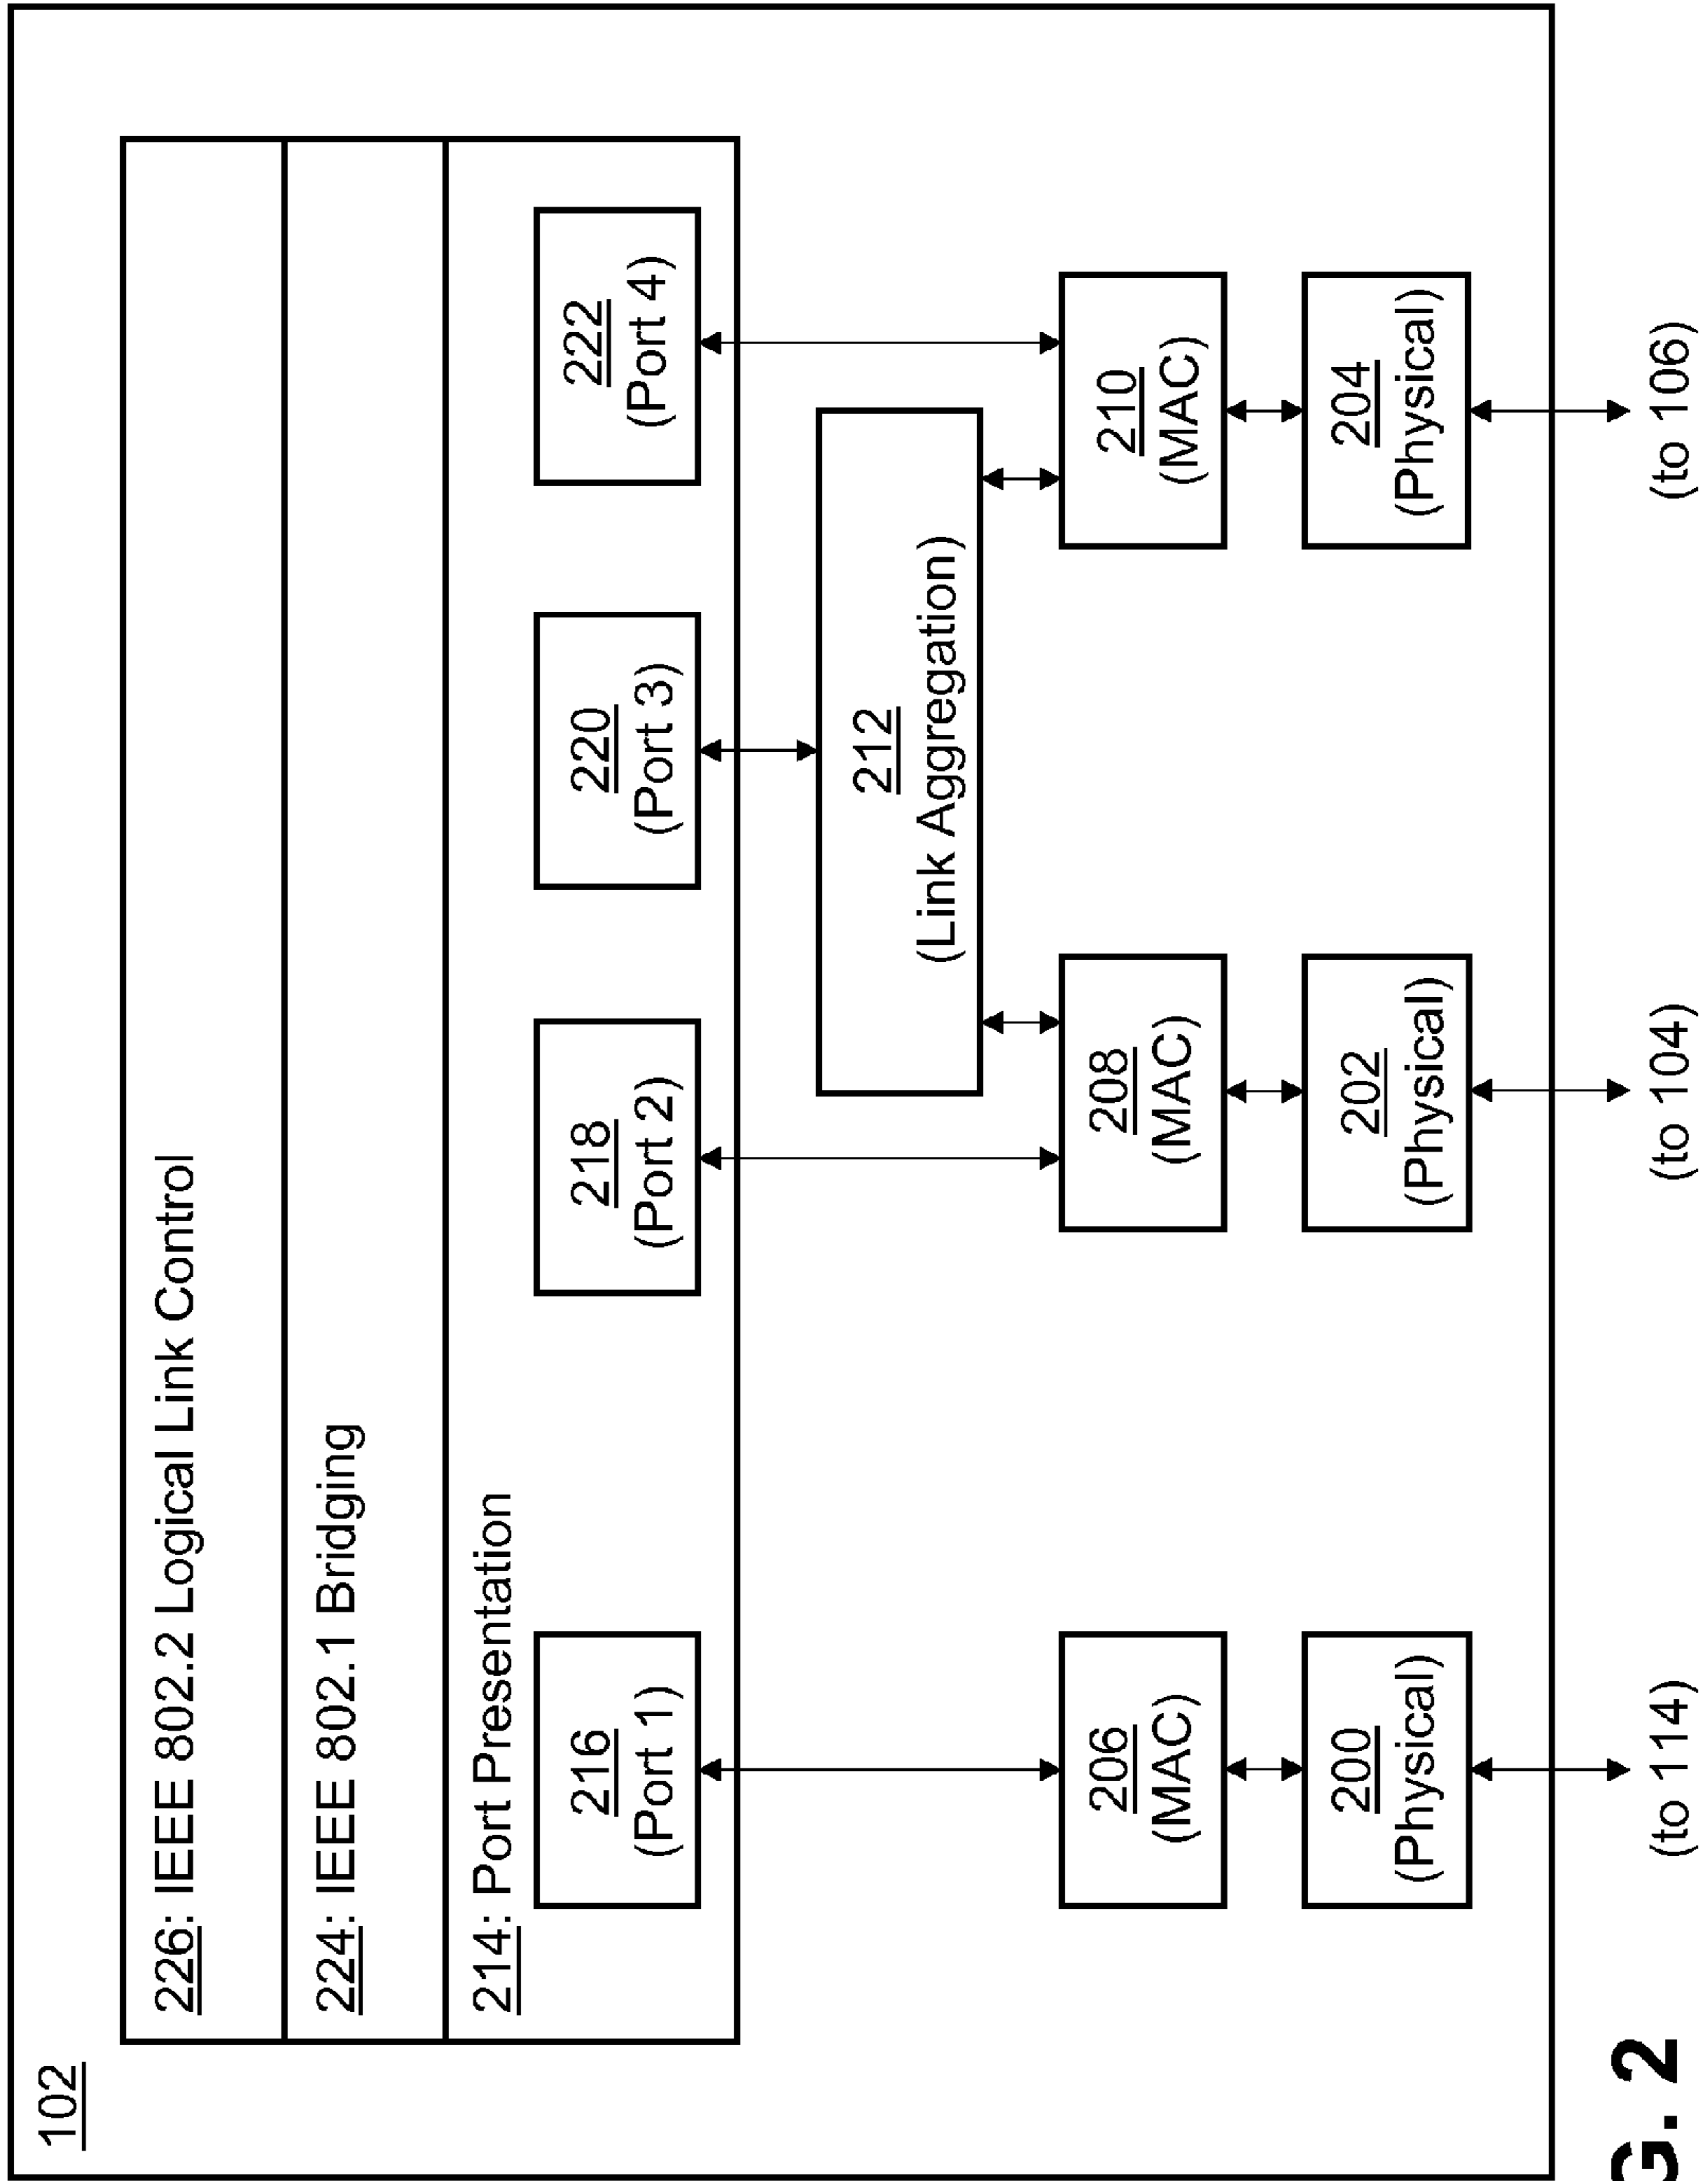 102
226: IEEE 802.2 Logical Link Control
224: IEEE 802.1 Bridging
214: Port Presentation
216
(Port 1)
218
(Port 2)
220
(Port 3)
222
(Port 4)
212
(Link Aggregation)
206
(MAC)
208
(MAC)
210
(MAC)
200
(Physical)
202
(Physical)
204
(Physical)
(to 114)
(to 104)
(to 106)
G. 2